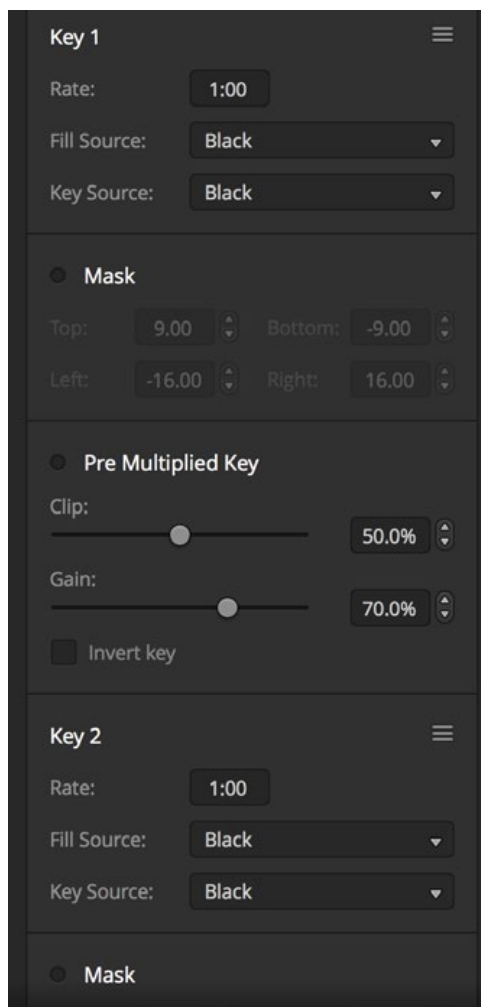 Key 1
Rate: 1:00
Fill Source: Black
Key Source: Black
Mask
Top: 9.00 Bottom: -9.00
Left: -16.00 Right: 16.00
Pre Multiplied Key
Clip:
50.0%
Gain:
70.0%
Invert key
Key 2
Rate: 1:00
Fill Source: Black
Key Source: Black
Mask